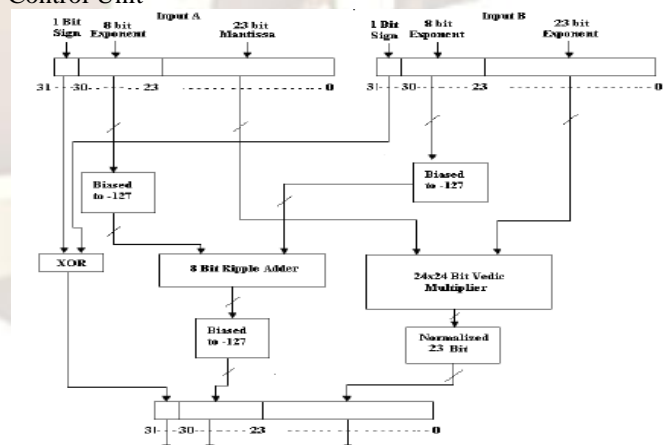 Control Unit
Input A
Input B
1 Bit
Sign
8 bit
Exponent
23 bit
Mantissa
1 Bit
Sign
8 bit
Exponent
23 bit
Exponent
31 30 23 0
31 30 23 0
Biased
to -127
Biased
to -127
XOR
8 Bit Ripple Adder
24x24 Bit Vedic
Multiplier
Biased
to -127
Normalized
23 Bit
31 30 23 0